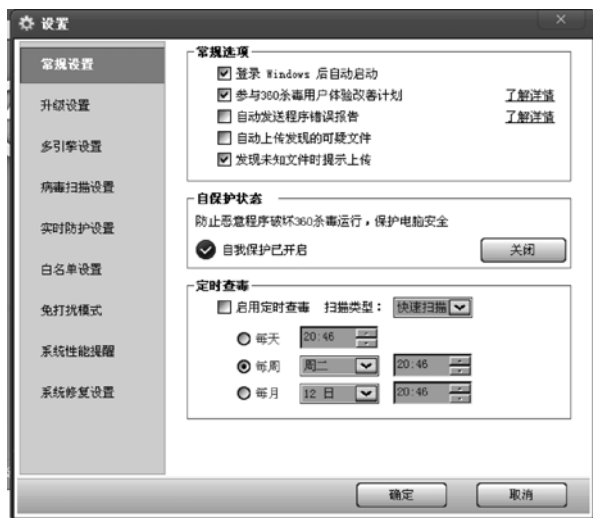 设置
常规设置
升级设置
多引擎设置
病毒扫描设置
实时防护设置
白名单设置
免打扰模式
系统性能提醒
系统修复设置
常规选项
登录 Windows 后自动启动
参与360杀毒用户体验改善计划 了解详情
自动发送程序错误报告 了解详情
自动上传发现的可疑文件
发现未知文件时提示上传
自保护状态
防止恶意程序破坏360杀毒运行，保护电脑安全
自我保护已开启 关闭
定时查毒
启用定时查毒 扫描类型： 快速扫描
每天 20:46
每周 周二 20:46
每月 12 日 20:46
确定 取消